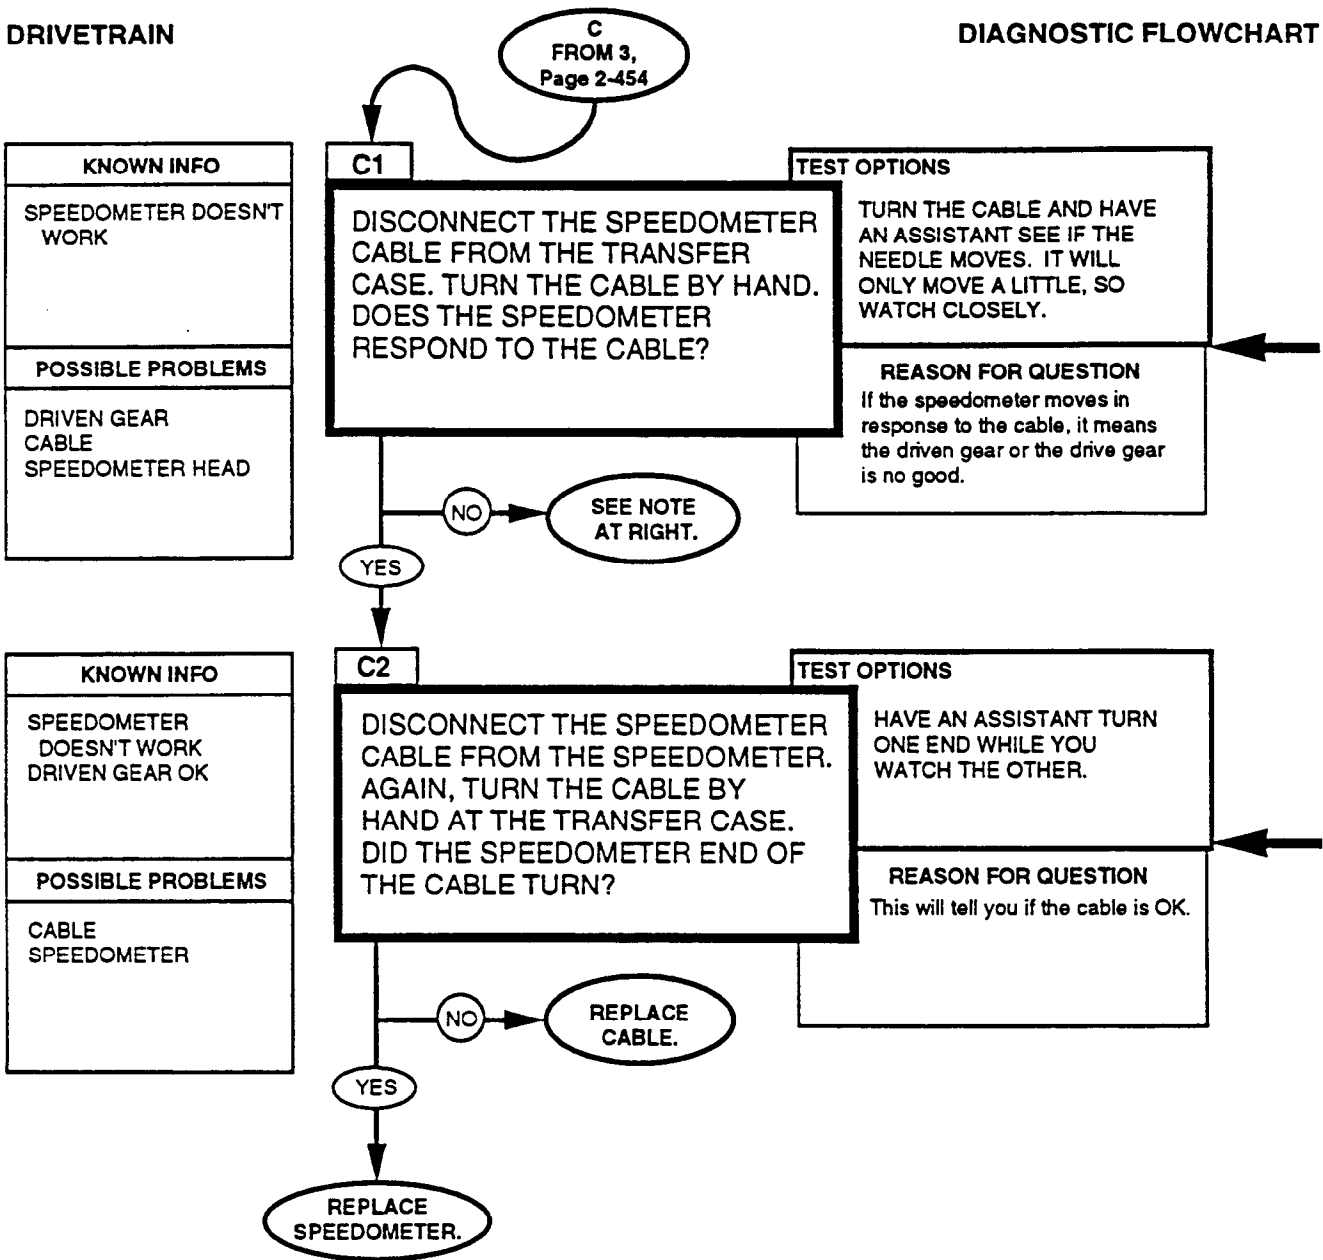 DRIVETRAIN
DIAGNOSTIC FLOWCHART
C
FROM 3,
Page 2-454
KNOWN INFO
SPEEDOMETER DOESN'T
WORK
POSSIBLE PROBLEMS
DRIVEN GEAR
CABLE
SPEEDOMETER HEAD
C1
DISCONNECT THE SPEEDOMETER
CABLE FROM THE TRANSFER
CASE. TURN THE CABLE BY HAND.
DOES THE SPEEDOMETER
RESPOND TO THE CABLE?
TEST OPTIONS
TURN THE CABLE AND HAVE
AN ASSISTANT SEE IF THE
NEEDLE MOVES. IT WILL
ONLY MOVE A LITTLE, SO
WATCH CLOSELY.
REASON FOR QUESTION
If the speedometer moves in
response to the cable, it means
the driven gear or the drive gear
is no good.
NO
SEE NOTE
AT RIGHT.
YES
KNOWN INFO
SPEEDOMETER
DOESN'T WORK
DRIVEN GEAR OK
POSSIBLE PROBLEMS
CABLE
SPEEDOMETER
C2
DISCONNECT THE SPEEDOMETER
CABLE FROM THE SPEEDOMETER.
AGAIN, TURN THE CABLE BY
HAND AT THE TRANSFER CASE.
DID THE SPEEDOMETER END OF
THE CABLE TURN?
TEST OPTIONS
HAVE AN ASSISTANT TURN
ONE END WHILE YOU
WATCH THE OTHER.
REASON FOR QUESTION
This will tell you if the cable is OK.
NO
REPLACE
CABLE.
YES
REPLACE
SPEEDOMETER.